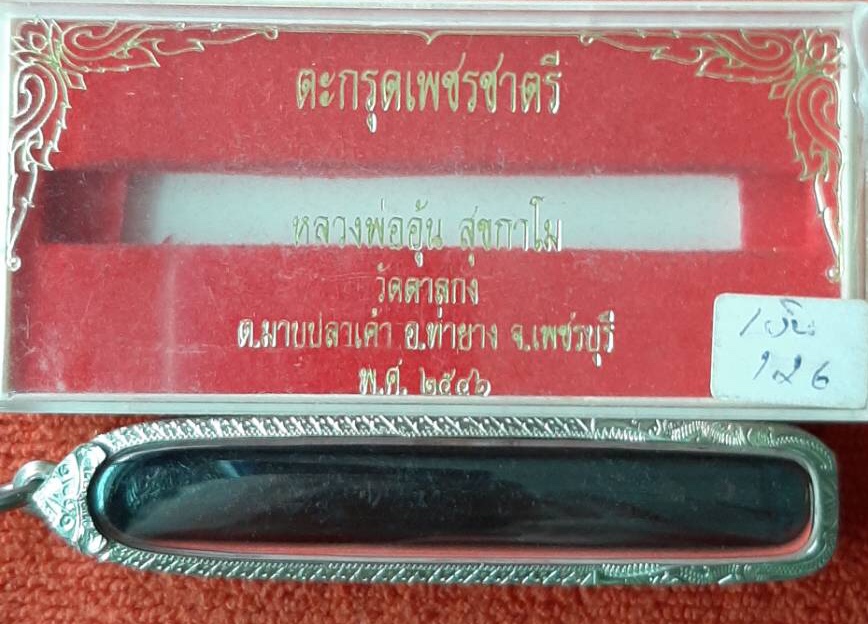 ตะกรุดเพชรชาตรี
หลวงพ่ออุ้น สุขกาโม
วัดตาลกง
ต.มาบปลาเค้า อ.ท่ายาง จ.เพชรบุรี
พ.ศ. ๒๕๔๖
126